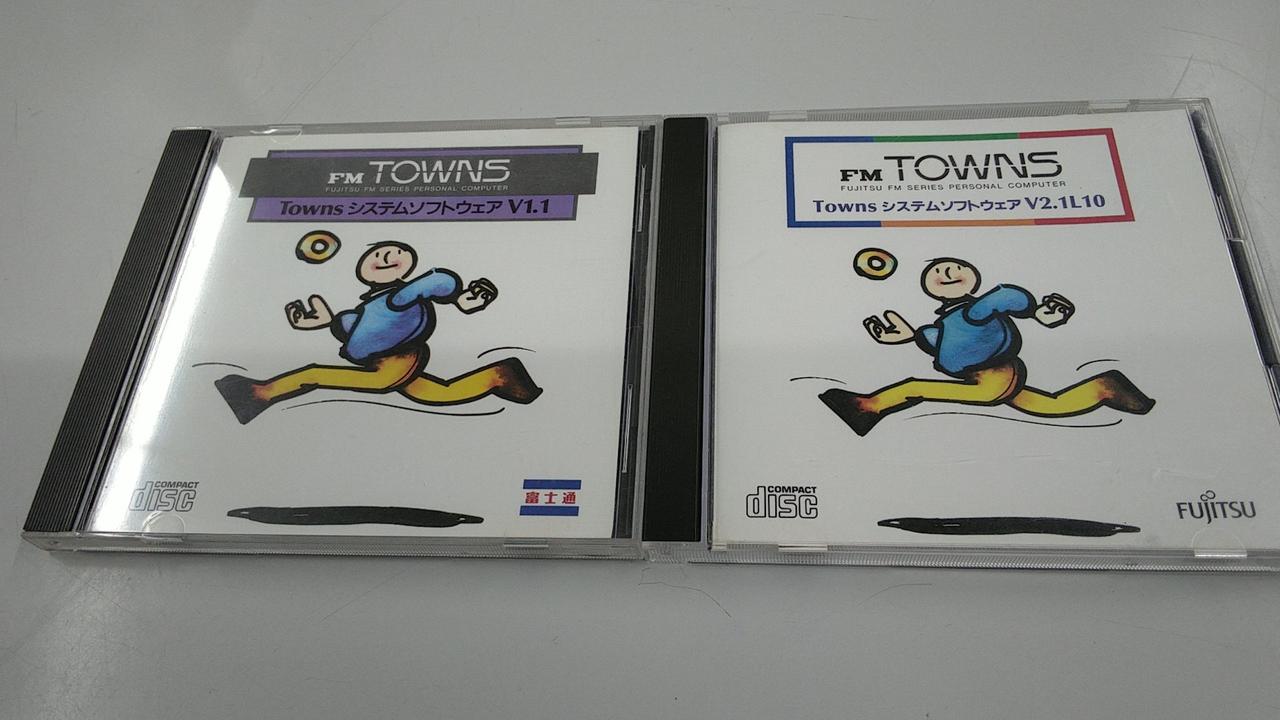 FM TOWNS
FUJITSU FM SERIES PERSONAL COMPUTER
Towns システムソフトウェア V1.1
COMPACT
disc
富士通
FM TOWNS
FUJITSU FM SERIES PERSONAL COMPUTER
Towns システムソフトウェア V2.1L10
COMPACT
disc
FUJITSU